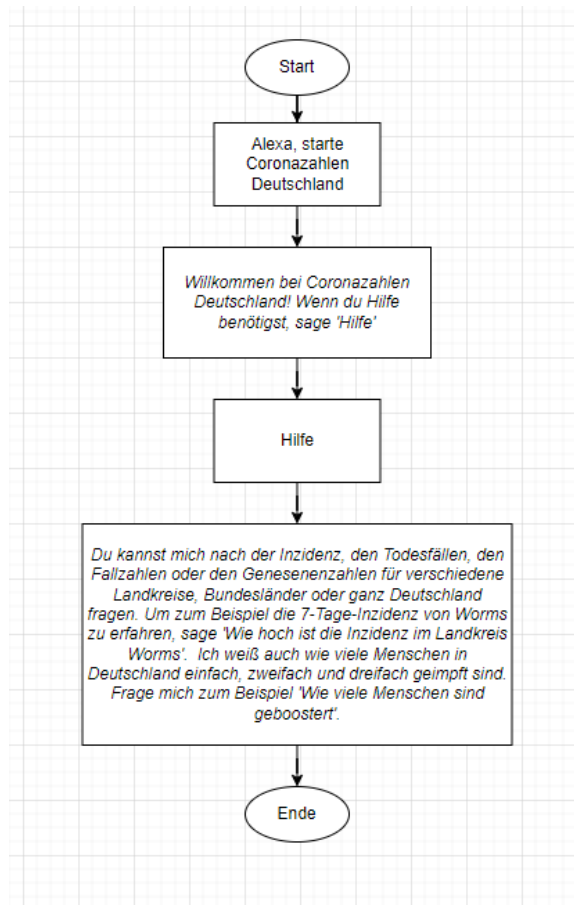 Start
Alexa, starte
Coronazahlen
Deutschland
Willkommen bei Coronazahlen
Deutschland! Wenn du Hilfe
benötigst, sage 'Hilfe'
Hilfe
Du kannst mich nach der Inzidenz, den Todesfällen, den
Fallzahlen oder den Genesenenzahlen für verschiedene
Landkreise, Bundesländer oder ganz Deutschland
fragen. Um zum Beispiel die 7-Tage-Inzidenz von Worms
zu erfahren, sage 'Wie hoch ist die Inzidenz im Landkreis
Worms'.  Ich weiß auch wie viele Menschen in
Deutschland einfach, zweifach und dreifach geimpft sind.
Frage mich zum Beispiel 'Wie viele Menschen sind
geboostert'.
Ende